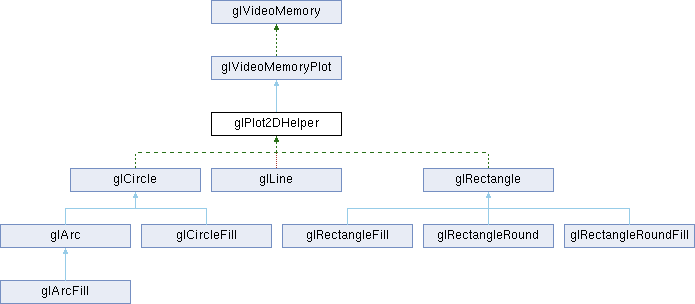 glVideoMemory
glVideoMemoryPlot
glPlot2DHelper
glCircle
glLine
glRectangle
glArc
glCircleFill
glRectangleFill
glRectangleRound
glRectangleRoundFill
glArcFill